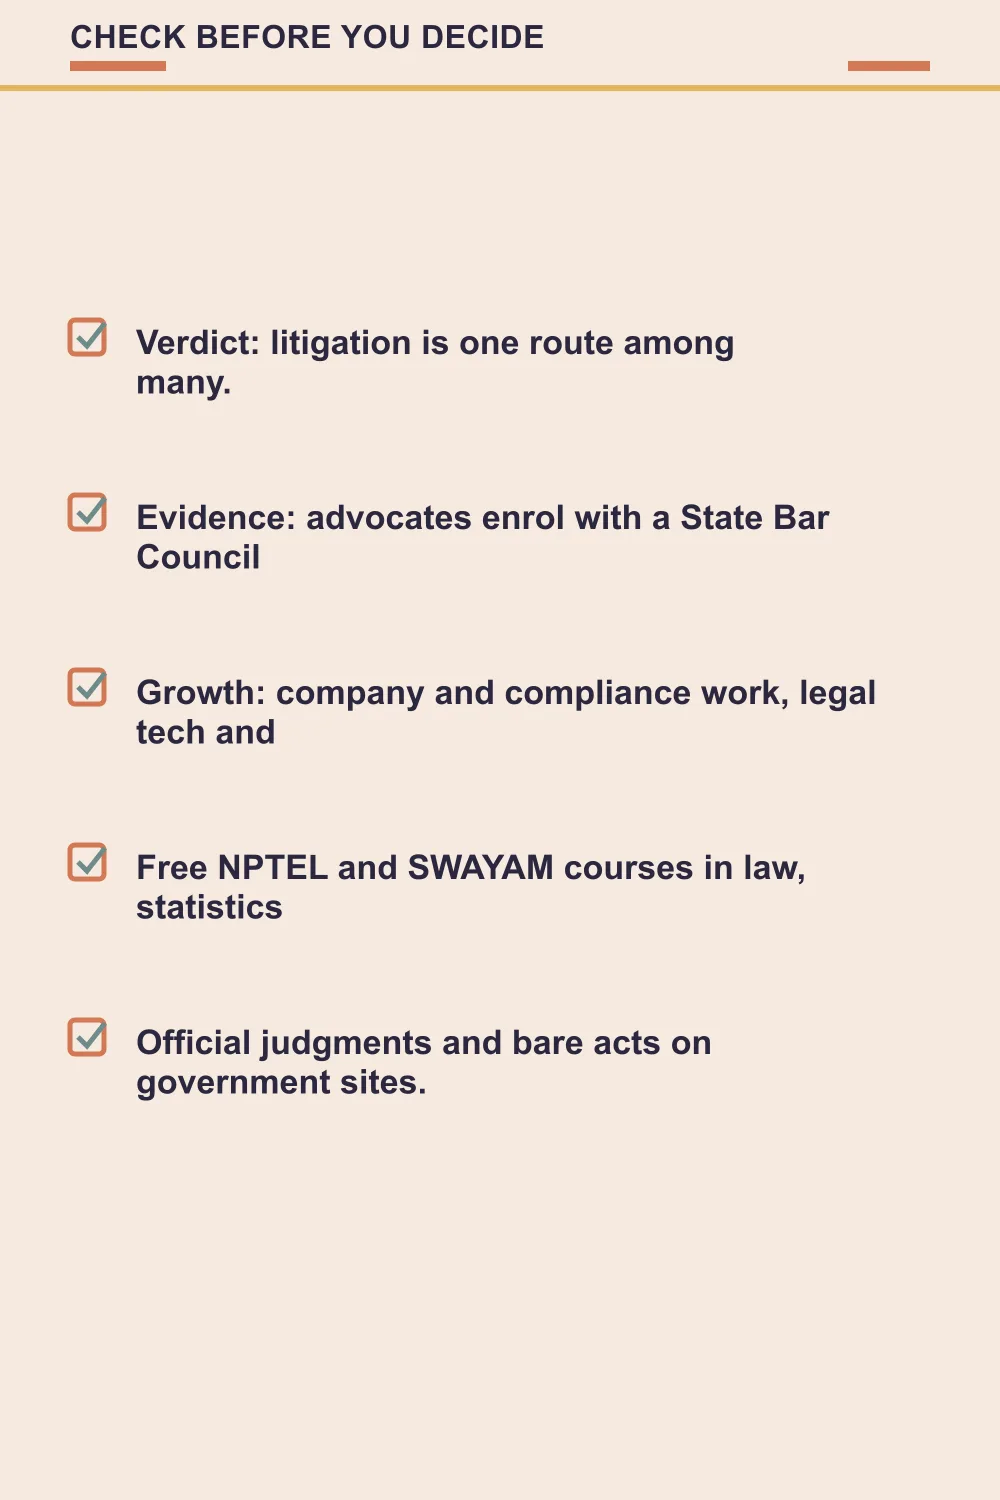 CHECK BEFORE YOU DECIDE
Verdict: litigation is one route among
many.
Evidence: advocates enrol with a State Bar
Council
Growth: company and compliance work, legal
tech and
Free NPTEL and SWAYAM courses in law,
statistics
Official judgments and bare acts on
government sites.